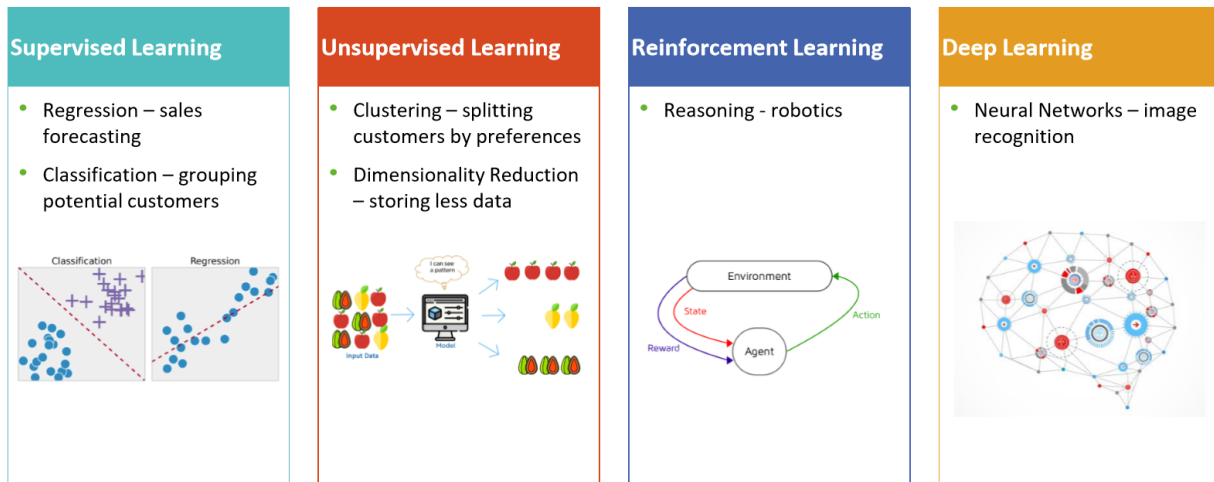 Supervised Learning
• Regression – sales
forecasting
• Classification – grouping
potential customers
Classification
Regression
Unsupervised Learning
• Clustering – splitting
customers by preferences
• Dimensionality Reduction
– storing less data
I can see
a pattern
Input Data
Model
Reinforcement Learning
• Reasoning - robotics
Environment
State
Reward
Action
Agent
Deep Learning
• Neural Networks – image
recognition